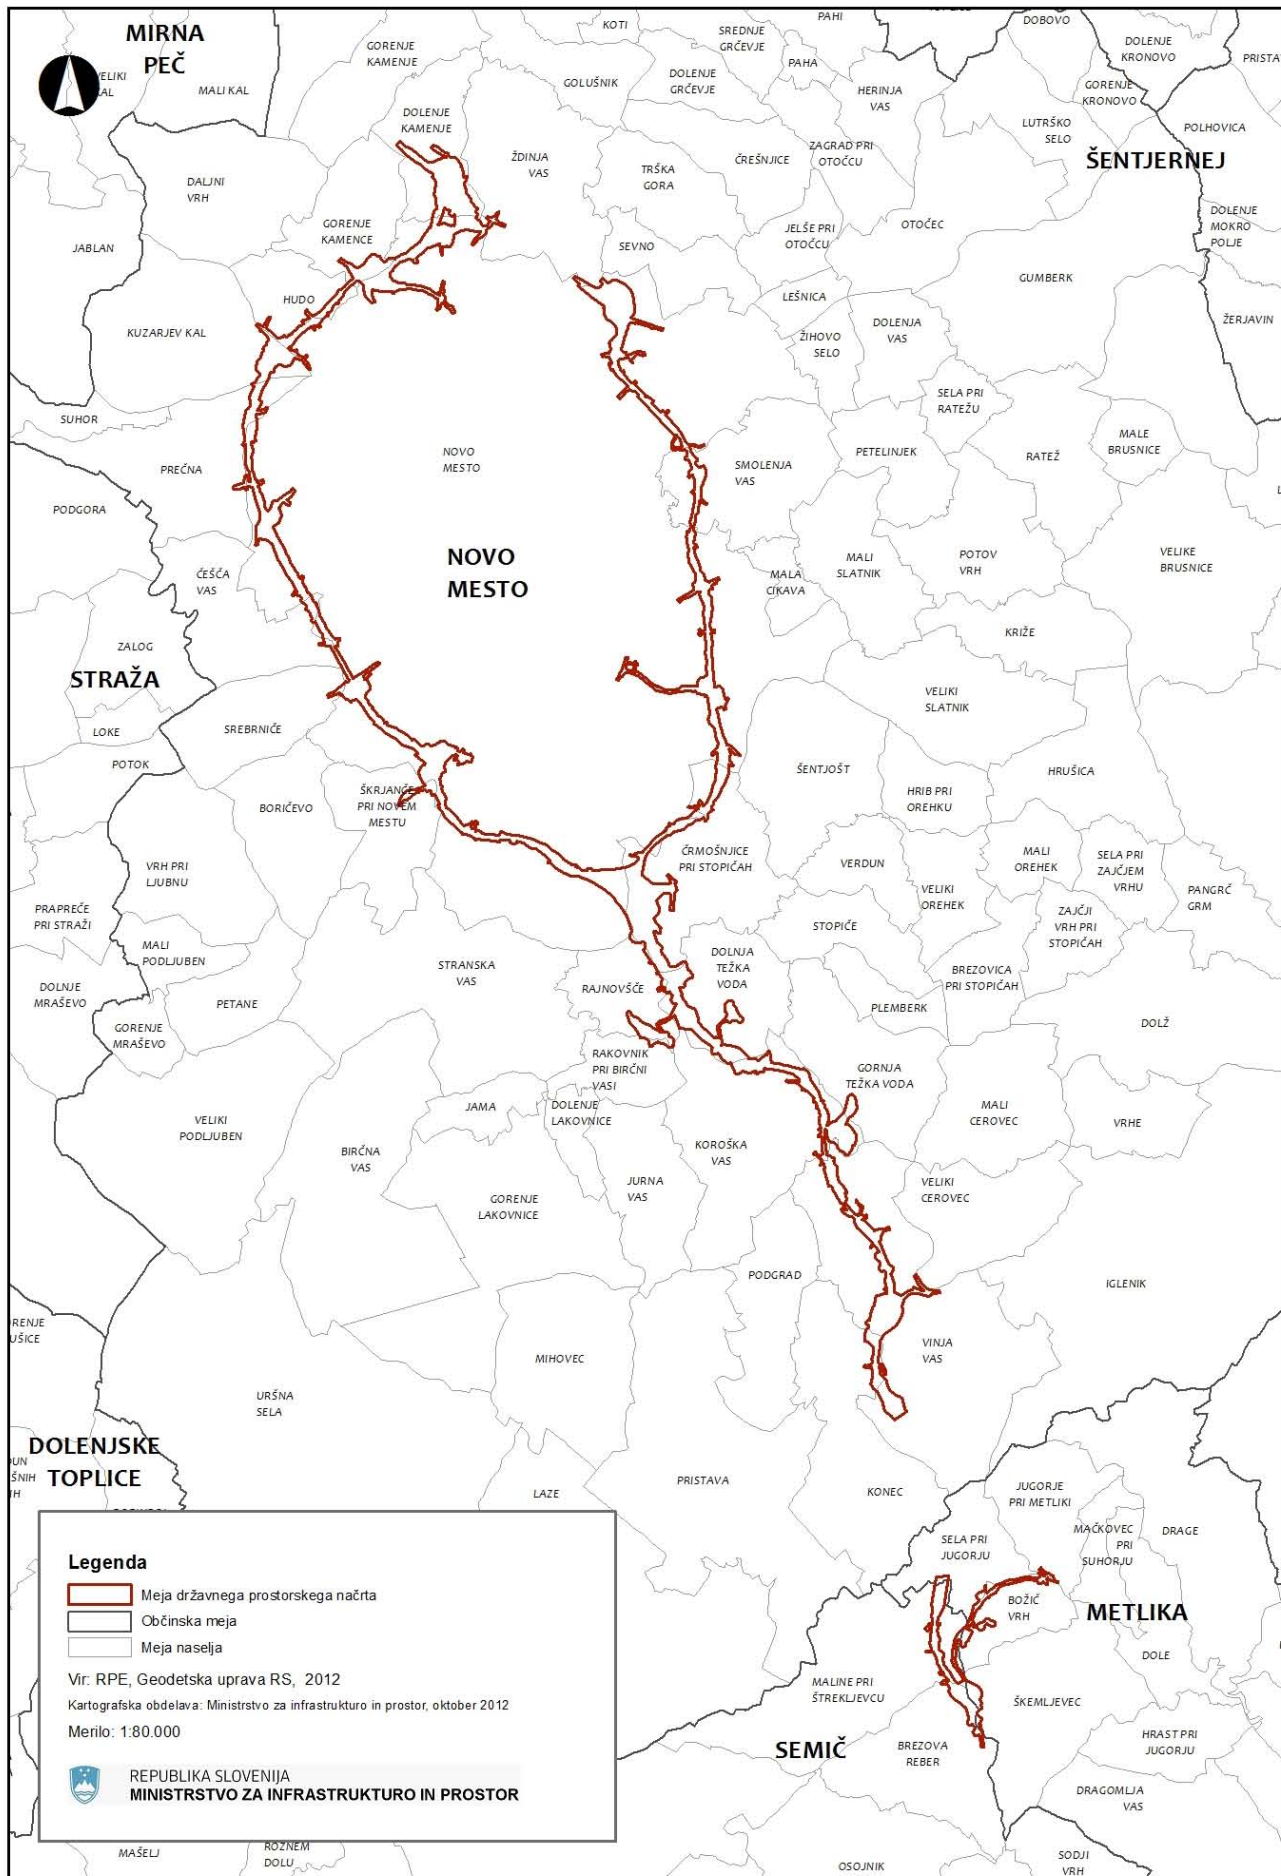 MIRNA
PEČ
MALI KAL
GORENJE
KAMENJE
KOTI
SREDNJE
GRČEVJE
PAHI
DOBOVO
DOLENJE
KRONOVO
PAHA
DOLENJE
GRČEVJE
GOLUŠNIK
HERINJA
VAS
GORENJE
KRONOVO
LUTRŠKO
SELO
POLHOVICA
DOLENJE
KAMENJE
ŽDINJA
VAS
TRŠKA
GORA
ČREŠNJICE
ZAGRAD PRI
OTOČCU
ŠENTJERNEJ
DALJNI
VRH
GORENJE
KAMENCE
SEVNO
JELŠE PRI
OTOČCU
OTOČEC
DOLENJE
MOKRO
POLJE
JABLAN
HUDO
GUMBERK
LEŠNICA
KUZARJEV KAL
ŽIHOVO
SELO
DOLENJA
VAS
ŽERJAVIN
SUHOR
SELA PRI
RATEŽU
MALE
BRUSNICE
PREČNA
NOVO
MESTO
SMOLENJA
VAS
PETELINJEK
RATEŽ
PODGORA
NOVO
MESTO
ČEŠČA
VAS
MALA
CIKAVA
MALI
SLATNIK
POTOV
VRH
VELIKE
BRUSNICE
ZALOG
STRAŽA
KRIŽE
VELIKI
SLATNIK
LOKE
SREBRNIČE
POTOK
ŠENTJOŠT
HRUŠICA
BORIČEVO
ŠKRJANČE
PRI NOVEM
MESTU
HRIB PRI
OREHKU
VRH PRI
LJUBNU
ČRMOŠNJICE
PRI STOPIČAH
VERDUN
MALI
OREHEK
SELA PRI
ZAJČJEM
VRHU
VELIKI
OREHEK
PANGRČ
GRM
PRAPREČE
PRI STRAŽI
MALI
PODLJUBEN
STOPIČE
ZAJČJI
VRH PRI
STOPIČAH
STRANSKA
VAS
DOLNJA
TEŽKA
VODA
RAJNOVŠČE
BREZOVICA
PRI STOPIČAH
DOLNJE
MRAŠEVO
PETANE
PLEMBERK
GORENJE
MRAŠEVO
DOLŽ
RAKOVNIK
PRI BIRČNI
VASI
GORNJA
TEŽKA VODA
JAMA
DOLENJE
LAKOVNICE
MALI
CEROVEC
VRHE
VELIKI
PODLJUBEN
BIRČNA
VAS
KOROŠKA
VAS
JURNA
VAS
GORENJE
LAKOVNICE
VELIKI
CEROVEC
PODGRAD
IGLENIK
MIHOVEC
VINJA
VAS
URŠNA
SELA
DOLENJSKE
TOPLICE
PRISTAVA
LAZE
KONEC
JUGORJE
PRI METLIKI
MAČKOVEC
PRI
SUHORJU
DRAGE
SELA PRI
JUGORJU
BOŽIČ
VRH
METLIKA
DOLE
MALINE PRI
ŠTREKLJEVCU
ŠKEMLJEVEC
SEMIČ
BREZOVA
REBER
HRAST PRI
JUGORJU
DRAGOMLJA
VAS
OSOJNIK
SODJI
VRH
Legenda
Meja državnega prostorskega načrta
Občinska meja
Meja naselja
Vir: RPE, Geodetska uprava RS, 2012
Kartografska obdelava: Ministrstvo za infrastrukturo in prostor, oktober 2012
Merilo: 1:80.000
REPUBLIKA SLOVENIJA
MINISTRSTVO ZA INFRASTRUKTURO IN PROSTOR
MAŠELJ
ROŽNEM
DOLU